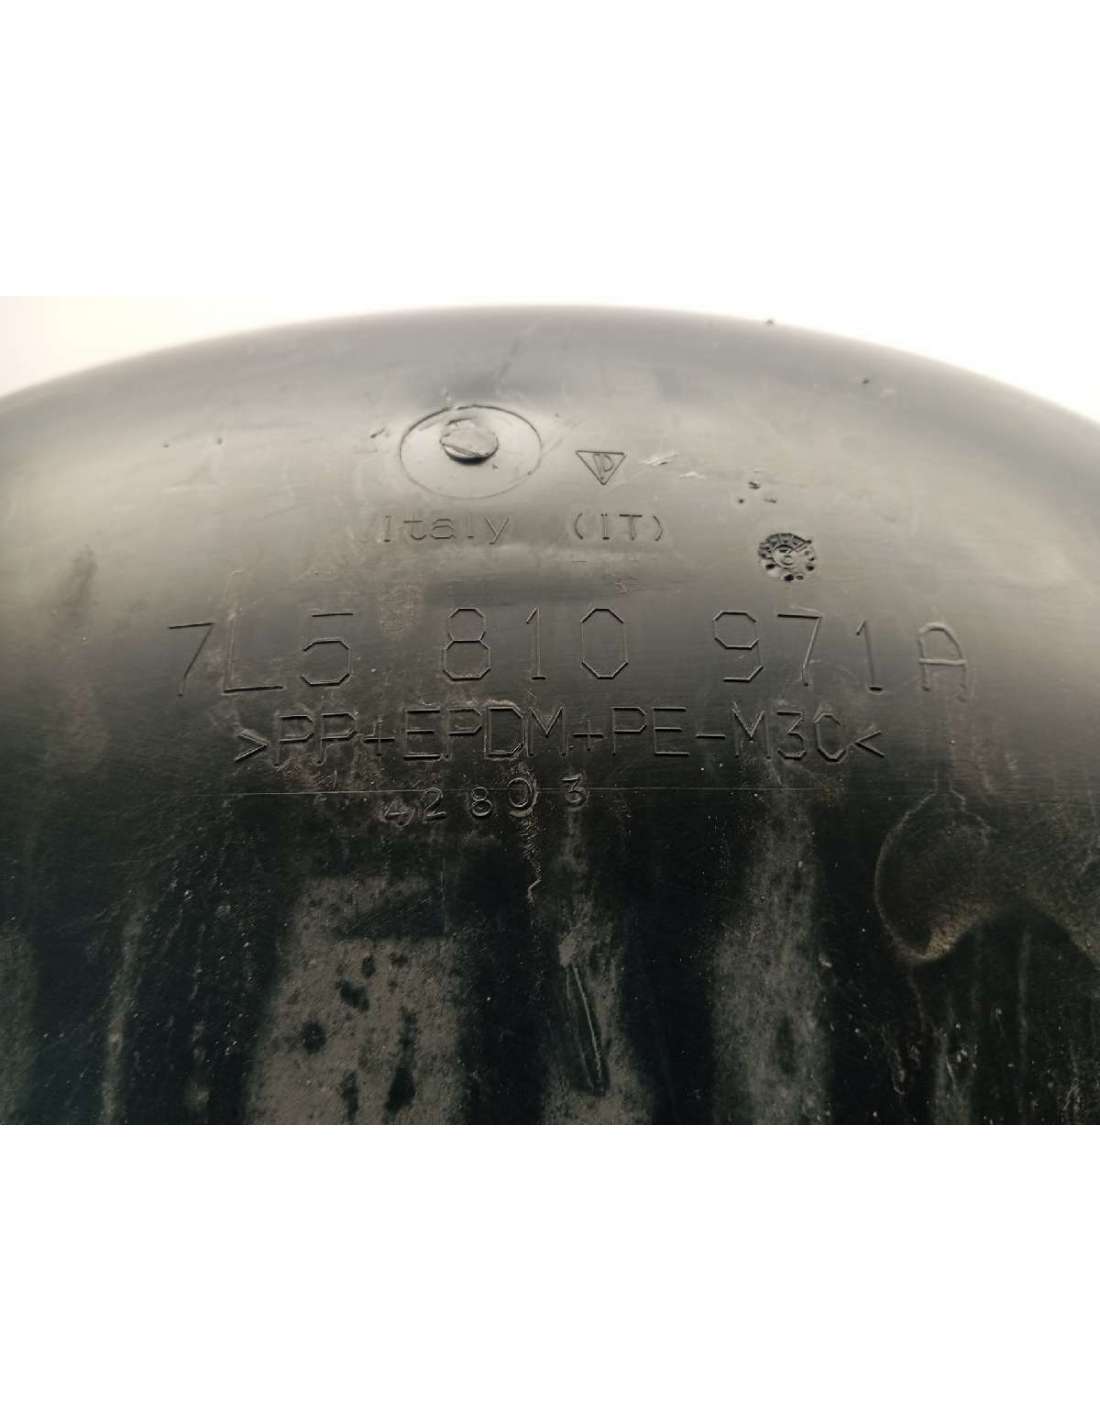 Italy (IT)
7L5 810 971A
>PP+EPDM+PE-M30<
42803